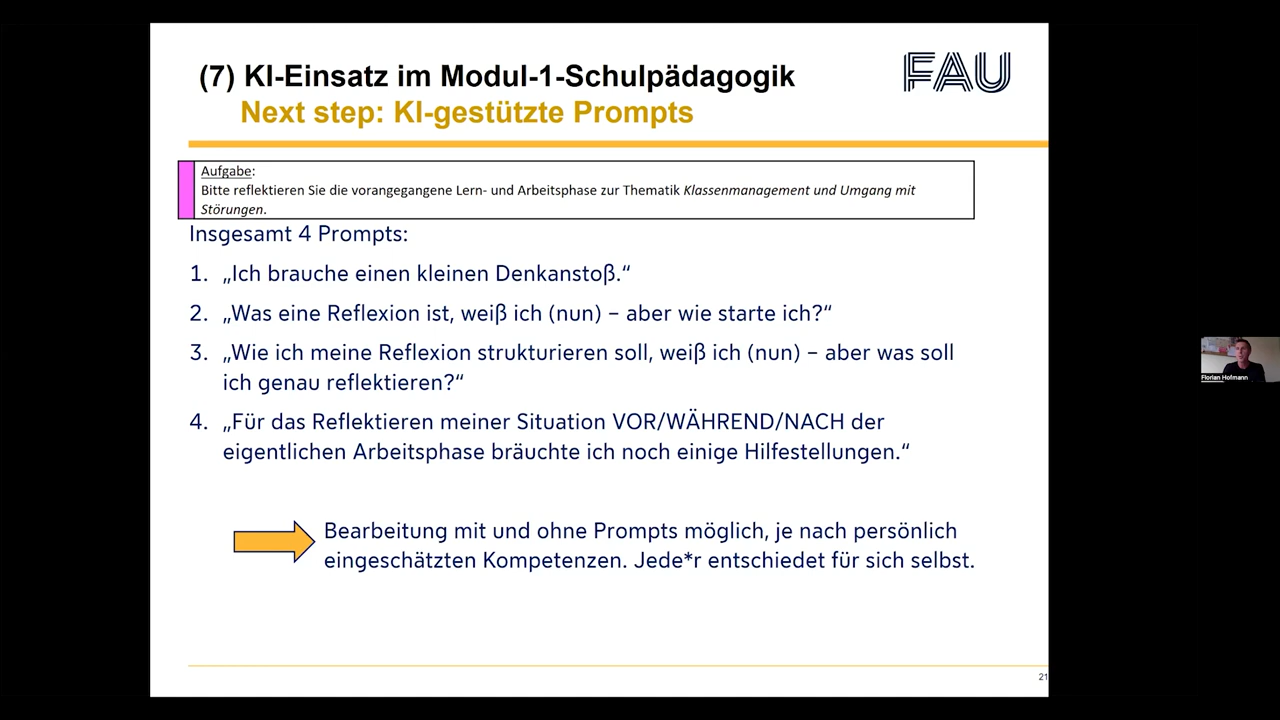 (7) KI-Einsatz im Modul-1-Schulpädagogik
FAU
Next step: KI-gestützte Prompts
Aufgabe:
Bitte reflektieren Sie die vorangegangene Lern- und Arbeitsphase zur Thematik Klassenmanagement und Umgang mit
Störungen.
Insgesamt 4 Prompts:
1. „Ich brauche einen kleinen Denkanstoß.“
2. „Was eine Reflexion ist, weiß ich (nun) – aber wie starte ich?“
3. „Wie ich meine Reflexion strukturieren soll, weiß ich (nun) – aber was soll
ich genau reflektieren?“
4. „Für das Reflektieren meiner Situation VOR/WÄHREND/NACH der
eigentlichen Arbeitsphase bräuchte ich noch einige Hilfestellungen.“
Bearbeitung mit und ohne Prompts möglich, je nach persönlich
eingeschätzten Kompetenzen. Jede*r entschiedet für sich selbst.
21
Florian Hofmann